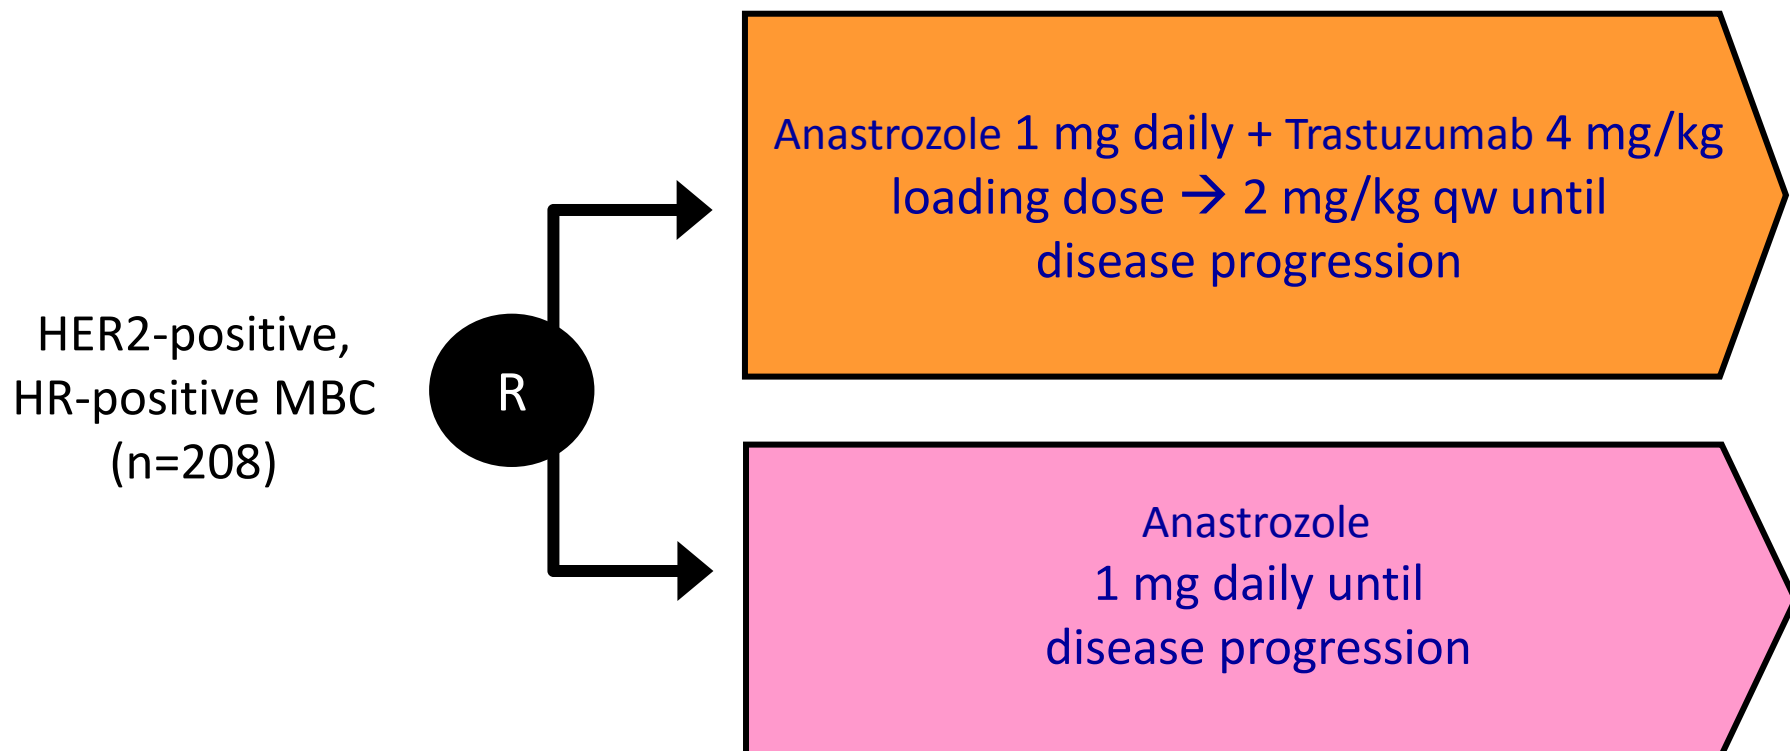 HER2-positive,
HR-positive MBC
(n=208)
R
Anastrozole 1 mg daily + Trastuzumab 4 mg/kg
loading dose → 2 mg/kg qw until
disease progression
Anastrozole
1 mg daily until
disease progression